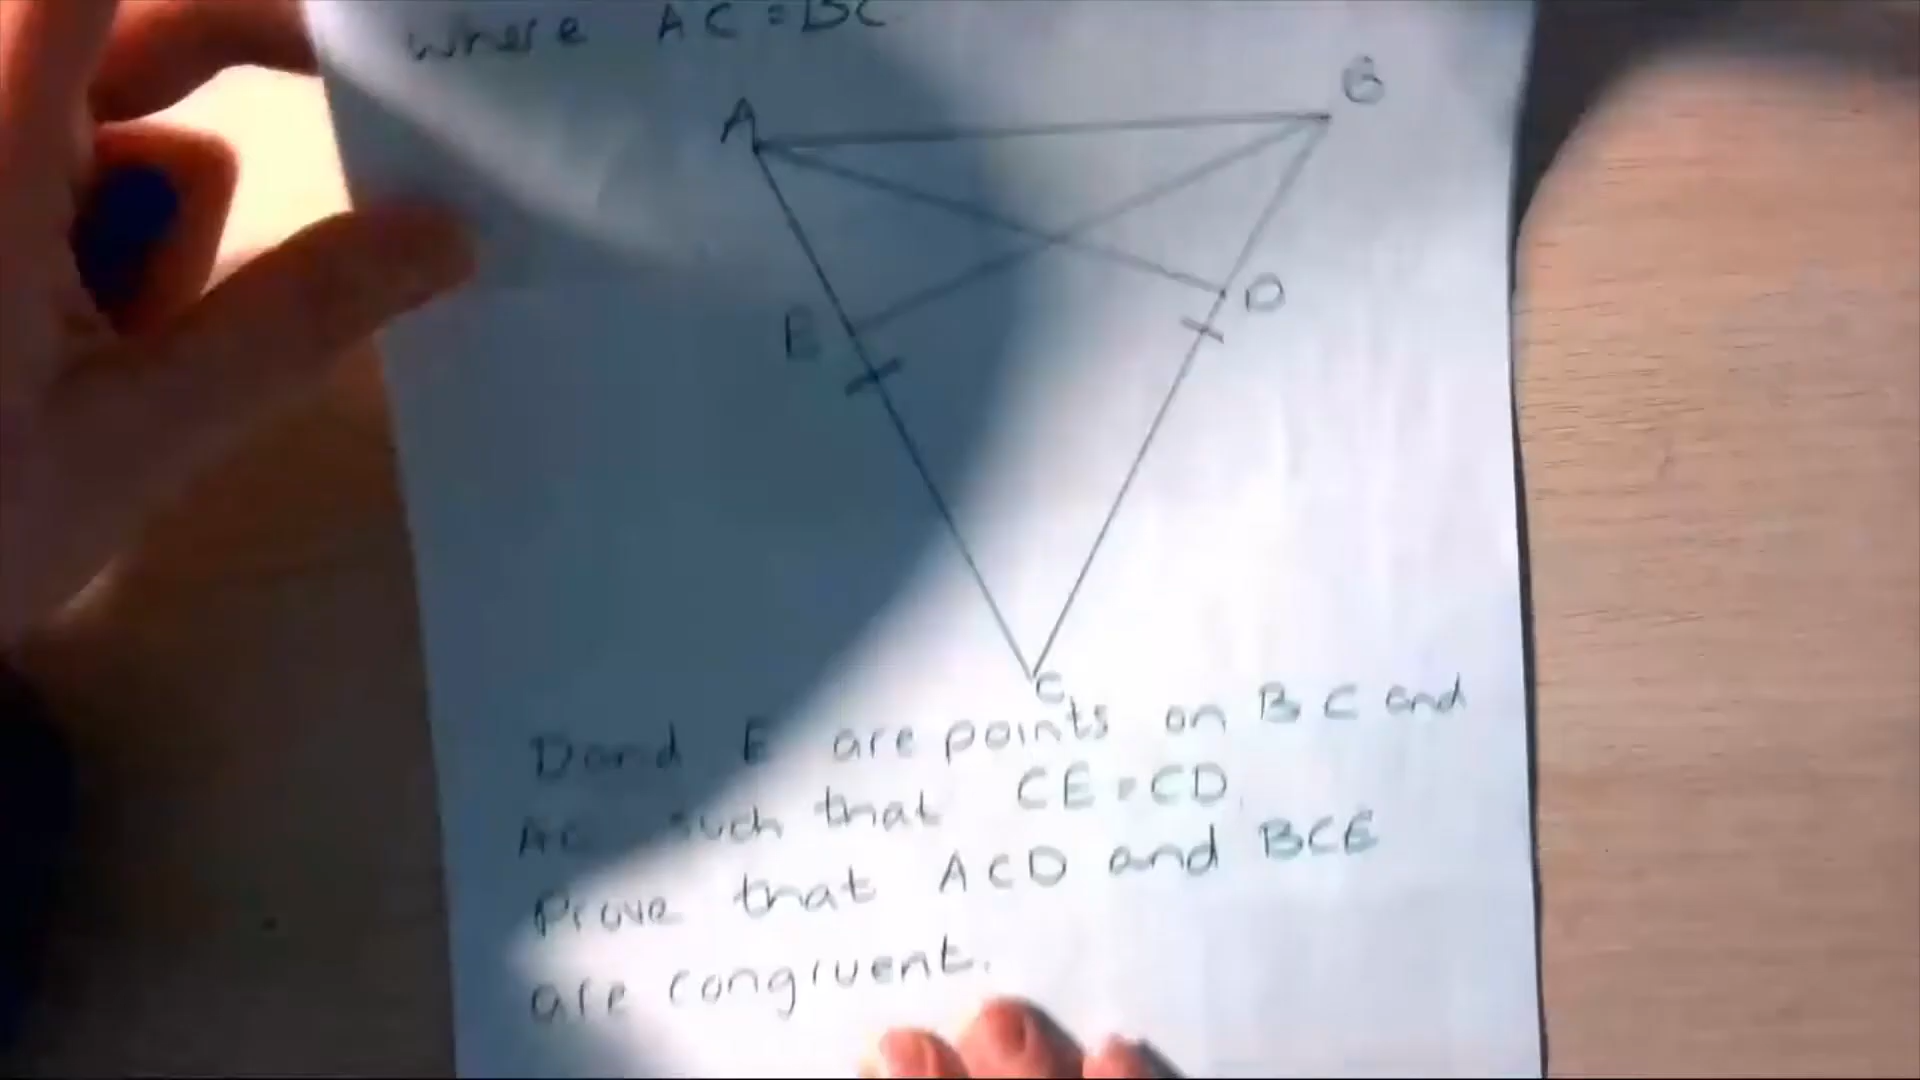 where AC = BC
A
B
E
D
C
D and E are points on BC and
AC such that CE = CD.
Prove that ACD and BCE
are congruent.